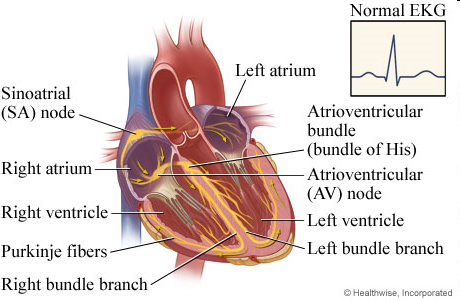 Normal EKG
Left atrium
Sinoatrial
(SA) node
Atrioventricular
bundle
(bundle of His)
Right atrium
Atrioventricular
(AV) node
Right ventricle
Left ventricle
Purkinje fibers
Left bundle branch
Right bundle branch
© Healthwise, Incorporated